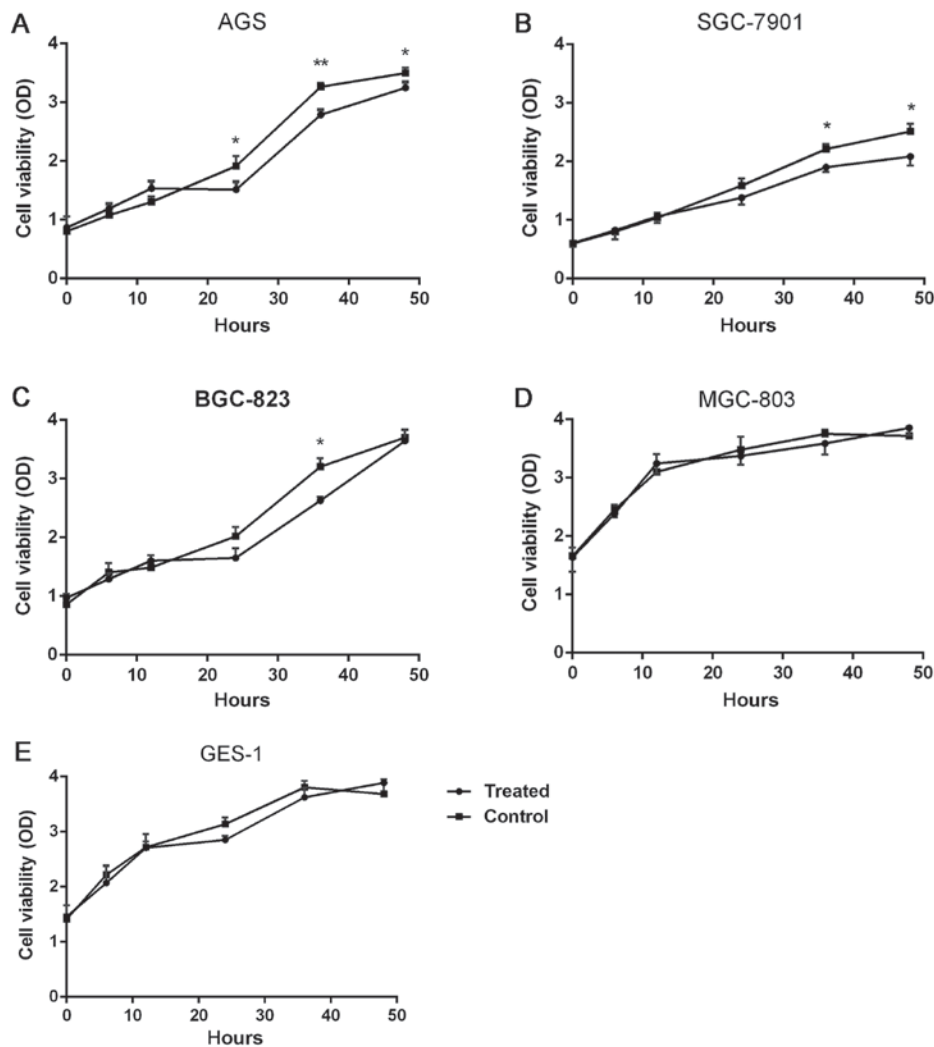 A
AGS
Cell viability (OD)
4
3
2
1
0
*
**
*
0 10 20 30 40 50
Hours
B
SGC-7901
Cell viability (OD)
4
3
2
1
0
*
*
0 10 20 30 40 50
Hours
C
BGC-823
Cell viability (OD)
4
3
2
1
0
*
0 10 20 30 40 50
Hours
D
MGC-803
Cell viability (OD)
4
3
2
1
0
0 10 20 30 40 50
Hours
E
GES-1
Cell viability (OD)
4
3
2
1
0
0 10 20 30 40 50
Hours
Treated
Control